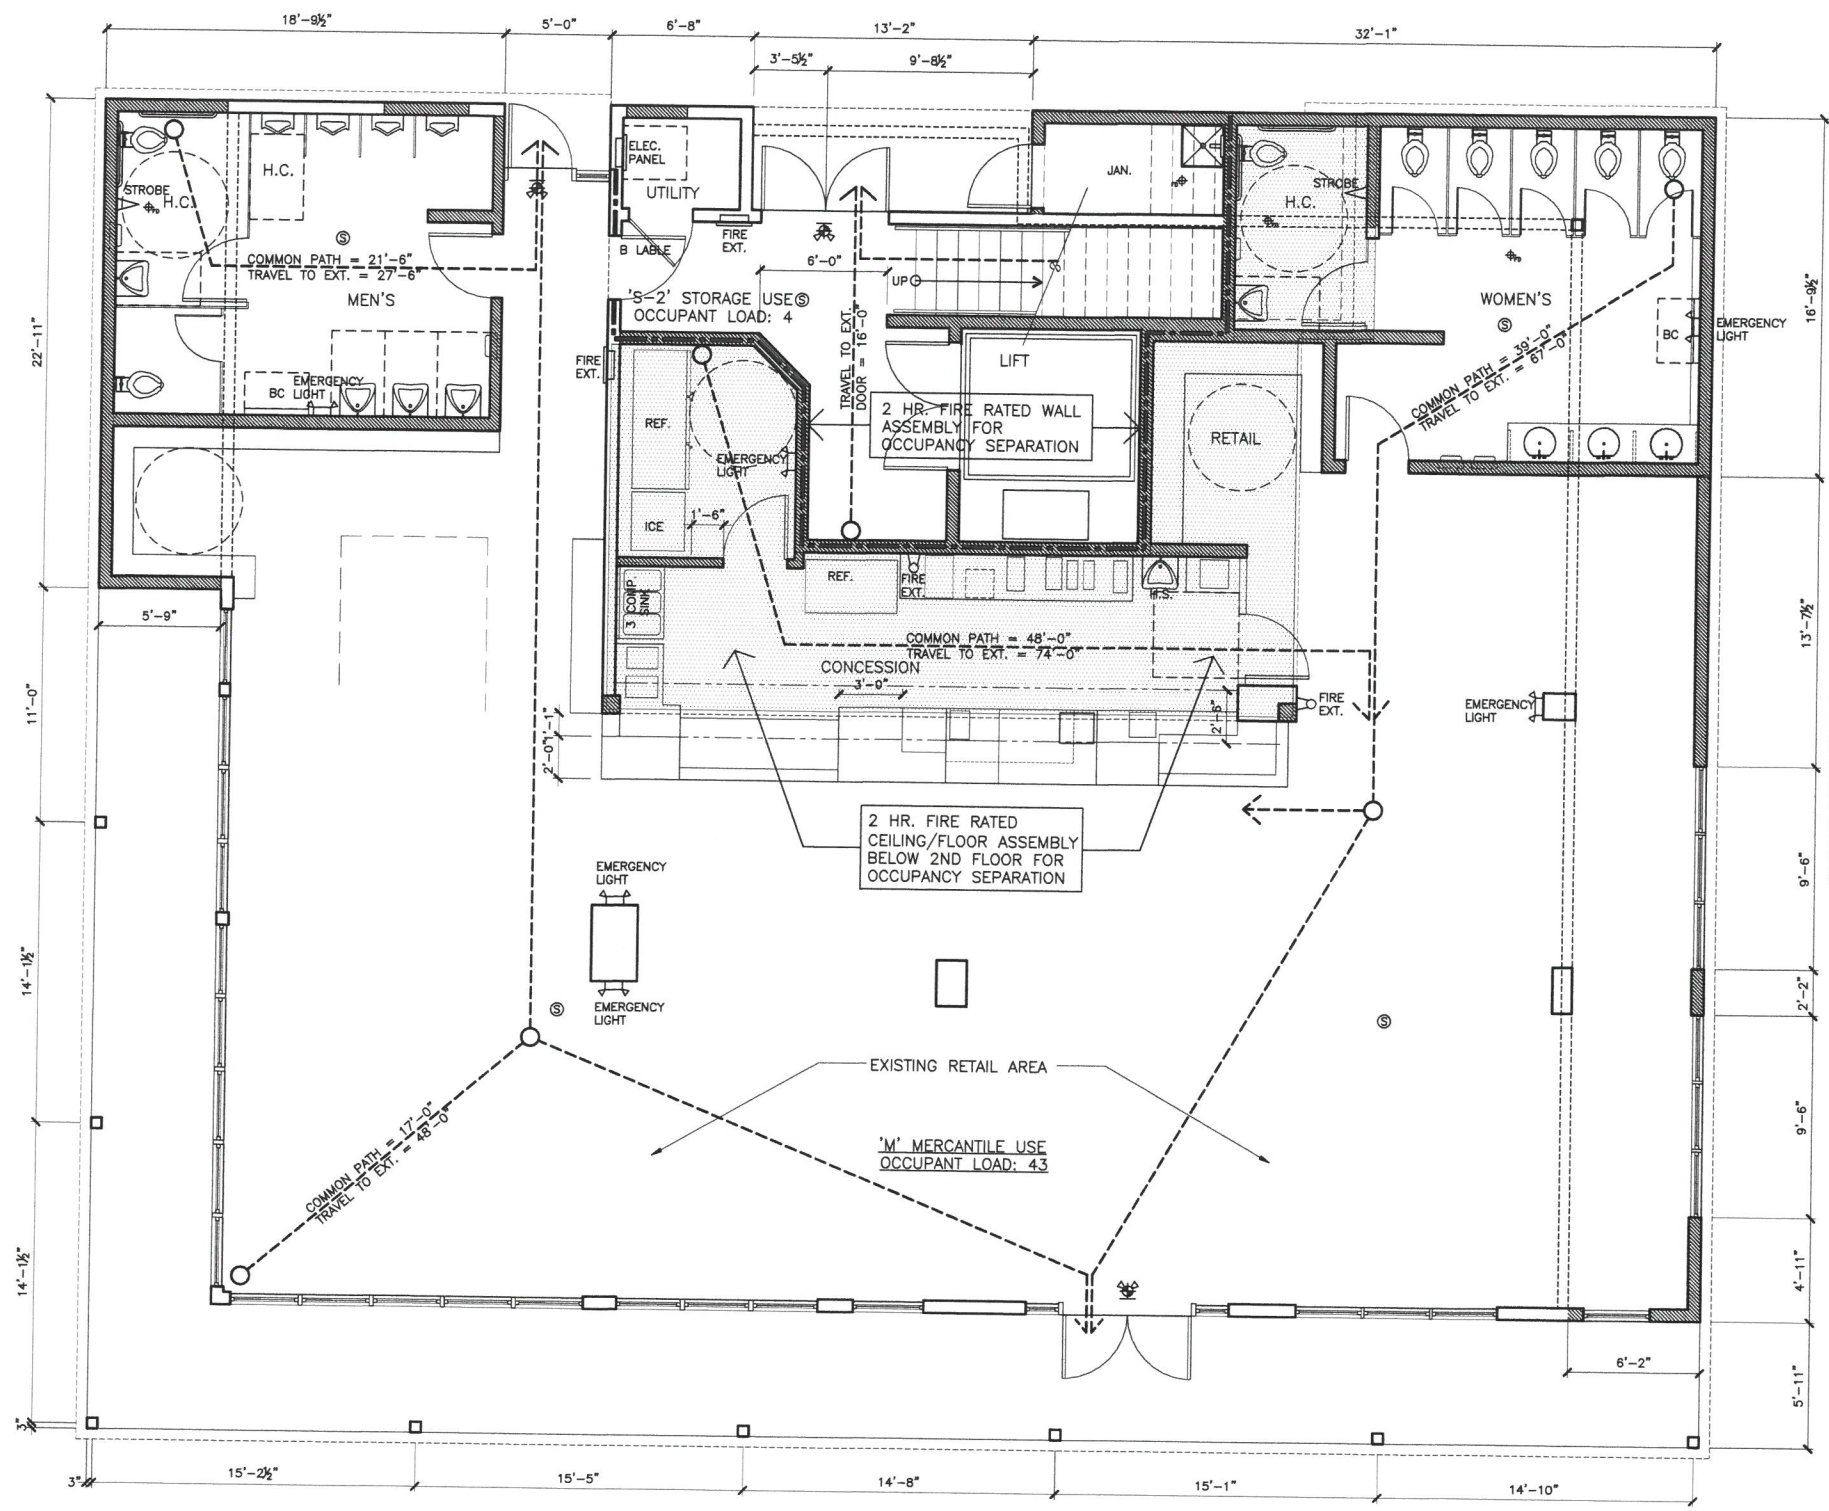 18'-9½"
5'-0"
6'-8"
13'-2"
32'-1"
3'-5½"
9'-8½"
ELEC.
PANEL
UTILITY
JAN.
H.C.
STROBE
H.C.
STROBE
H.C.
B LABLE
FIRE
EXT.
COMMON PATH = 21'-6"
TRAVEL TO EXT. = 27'-6"
MEN'S
6'-0"
UP
'S-2' STORAGE USE
OCCUPANT LOAD: 4
WOMEN'S
16'-9½"
22'-11"
EMERGENCY
LIGHT
BC
FIRE
EXT.
TRAVEL TO EXT.
DOOR = 16'-0"
LIFT
COMMON PATH = 39'-0"
TRAVEL TO EXT. = 67'-0"
BC
EMERGENCY
LIGHT
REF.
2 HR. FIRE RATED WALL
ASSEMBLY FOR
OCCUPANCY SEPARATION
RETAIL
EMERGENCY
LIGHT
1'-6"
ICE
REF.
FIRE
EXT.
H.S.
3 COMP.
SINK
5'-9"
13'-7½"
COMMON PATH = 48'-0"
TRAVEL TO EXT. = 74'-0"
CONCESSION
3'-0"
11'-0"
FIRE
EXT.
EMERGENCY
LIGHT
2'-8"
1'-1"
2'-0"
2 HR. FIRE RATED
CEILING/FLOOR ASSEMBLY
BELOW 2ND FLOOR FOR
OCCUPANCY SEPARATION
9'-6"
EMERGENCY
LIGHT
14'-1½"
EMERGENCY
LIGHT
2'-2"
EXISTING RETAIL AREA
9'-6"
COMMON PATH = 17'-0"
TRAVEL TO EXT. = 48'-0"
'M' MERCANTILE USE
OCCUPANT LOAD: 43
14'-1½"
4'-11"
6'-2"
5'-11"
3"
3"
15'-2½"
15'-5"
14'-8"
15'-1"
14'-10"